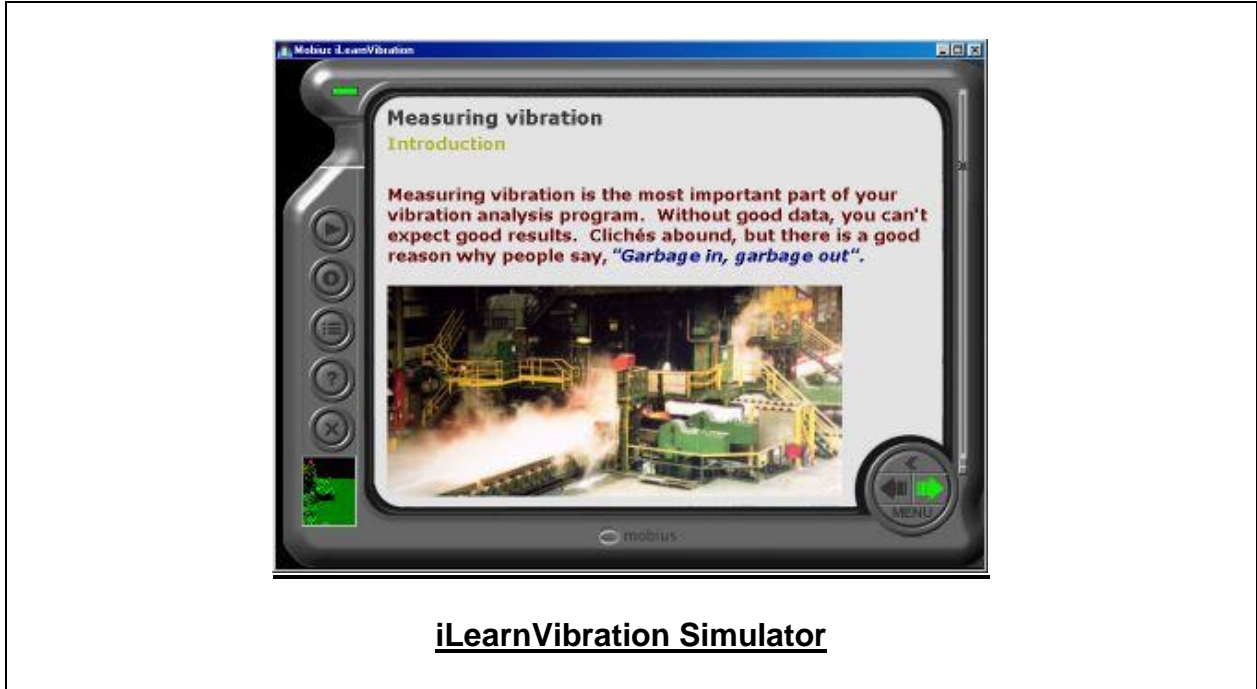 Mobius iLearnVibration
Measuring vibration
Introduction
Measuring vibration is the most important part of your
vibration analysis program.  Without good data, you can't
expect good results.  Clichés abound, but there is a good
reason why people say, "Garbage in, garbage out".
MENU
mobius
iLearnVibration Simulator